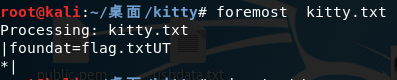 root@kali:~/桌面/kitty# foremost  kitty.txt
Processing: kitty.txt
|foundat=flag.txtUT
*|